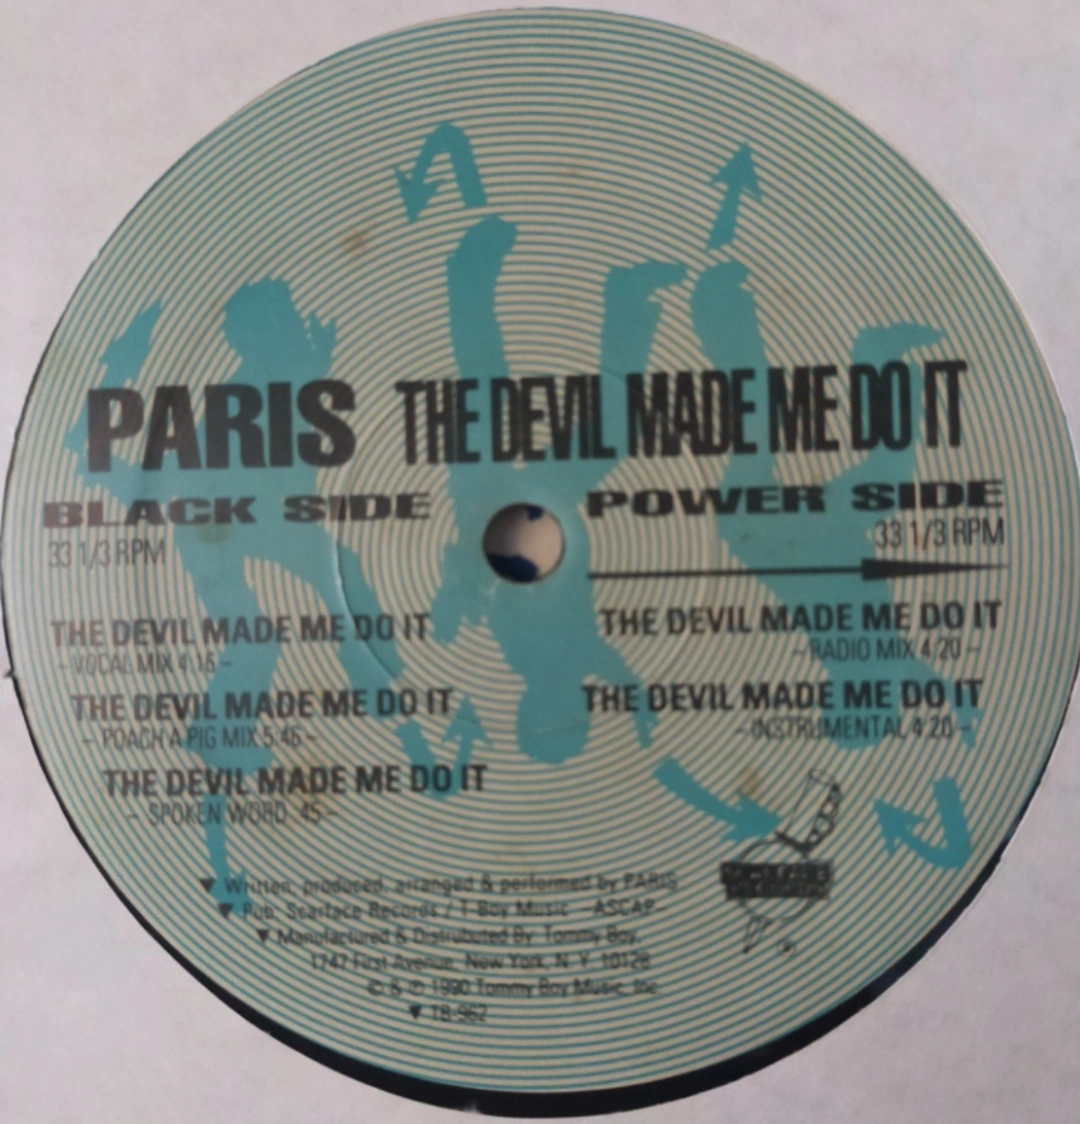 PARIS THE DEVIL MADE ME DO IT
BLACK SIDE
33 1/3 RPM
THE DEVIL MADE ME DO IT
– VOCAL MIX 4:16 –
THE DEVIL MADE ME DO IT
– POACH A PIG MIX 5:46 –
THE DEVIL MADE ME DO IT
– SPOKEN WORD :45 –
POWER SIDE
33 1/3 RPM
THE DEVIL MADE ME DO IT
– RADIO MIX 4:20 –
THE DEVIL MADE ME DO IT
– INSTRUMENTAL 4:20 –
▼ Written, produced, arranged & performed by PARIS
▼ Pub. Scarface Records / T-Boy Music – ASCAP
▼ Manufactured & Distributed By: Tommy Boy,
1747 First Avenue, New York, N.Y. 10128
© & ℗ 1990 Tommy Boy Music, Inc.
▼ TB-962